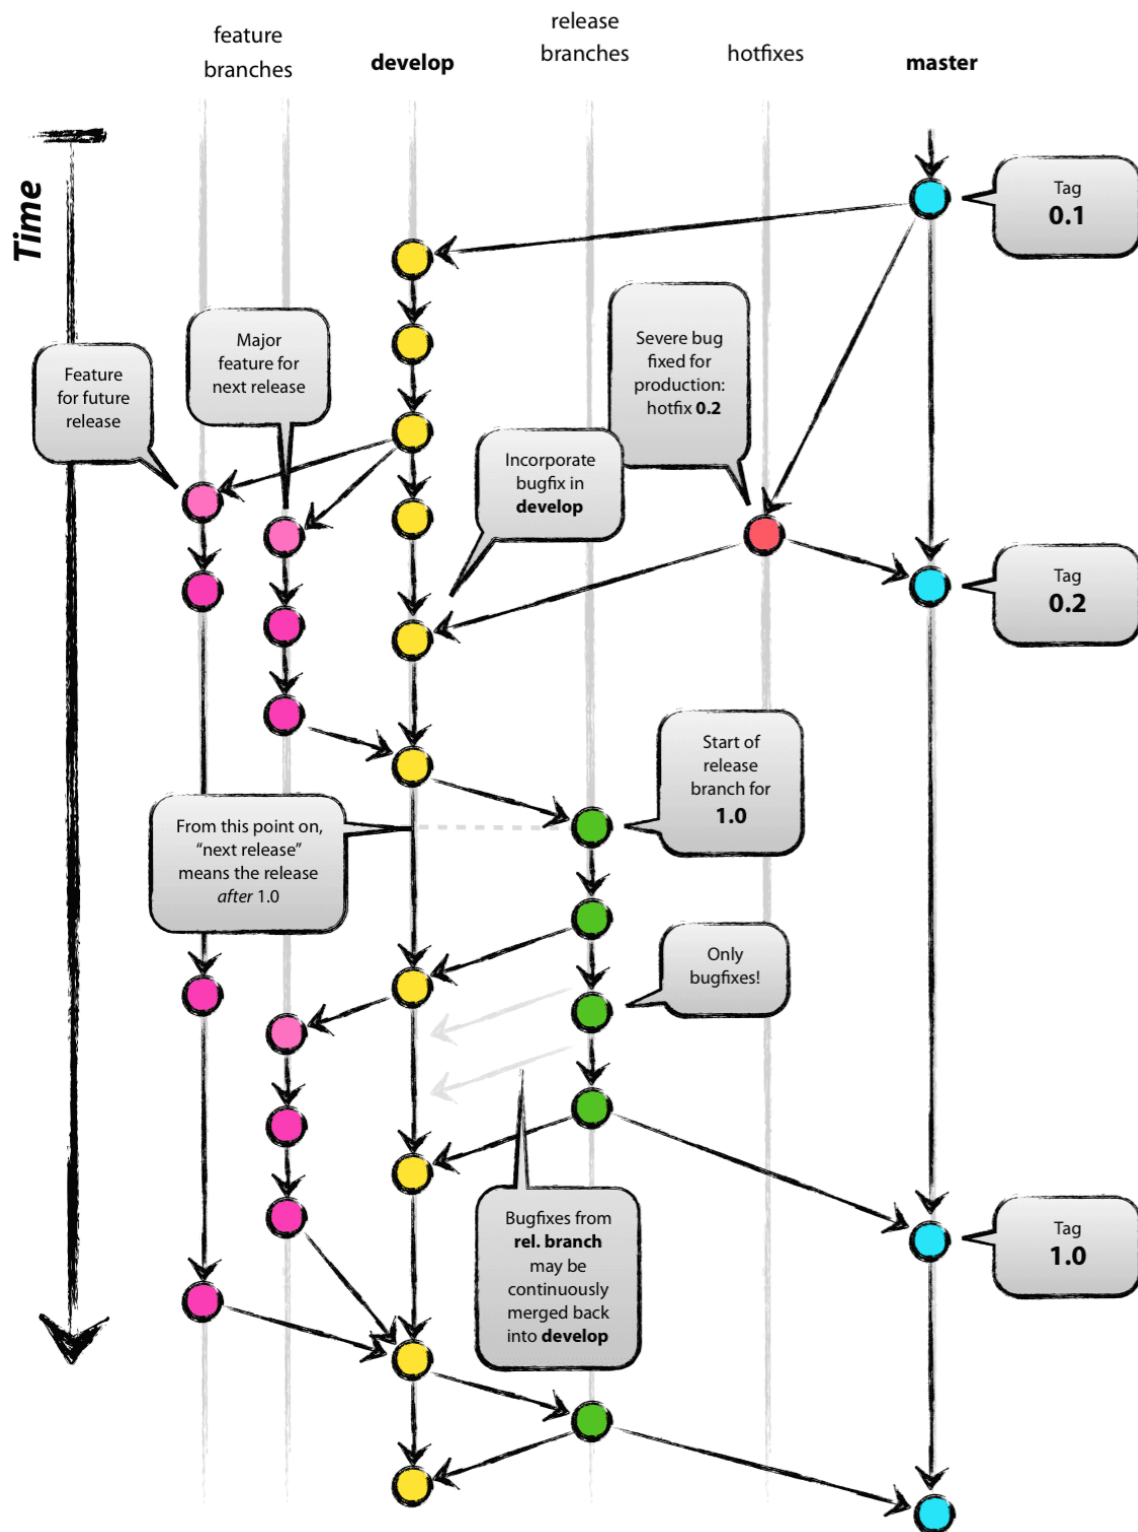 feature
branches
develop
release
branches
hotfixes
master
Time
Tag
0.1
Major
feature for
next release
Severe bug
fixed for
production:
hotfix 0.2
Feature
for future
release
Incorporate
bugfix in
develop
Tag
0.2
Start of
release
branch for
1.0
From this point on,
“next release”
means the release
after 1.0
Only
bugfixes!
Bugfixes from
rel. branch
may be
continuously
merged back
into develop
Tag
1.0